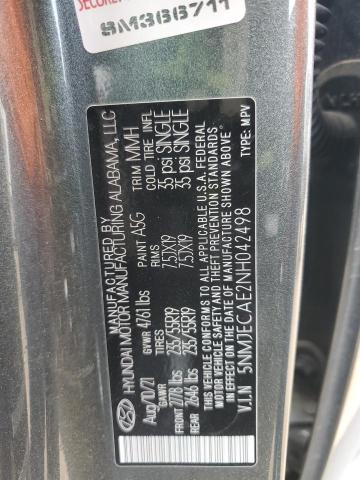 SECURE
SM366711
MANUFACTURED BY
HYUNDAI MOTOR MANUFACTURING ALABAMA, LLC
Aug/10/21 GVWR 4761 lbs PAINT A5G TRIM MMH
GAWR TIRES RIMS COLD TIRE INFL
FRONT 2778 lbs 235/55R19 7.5JX19 35 psi SINGLE
REAR 2646 lbs 235/55R19 7.5JX19 35 psi SINGLE
THIS VEHICLE CONFORMS TO ALL APPLICABLE U.S.A. FEDERAL
MOTOR VEHICLE SAFETY AND THEFT PREVENTION STANDARDS
IN EFFECT ON THE DATE OF MANUFACTURE SHOWN ABOVE
V.I.N 5NMJECAE2NH042498 TYPE: MPV